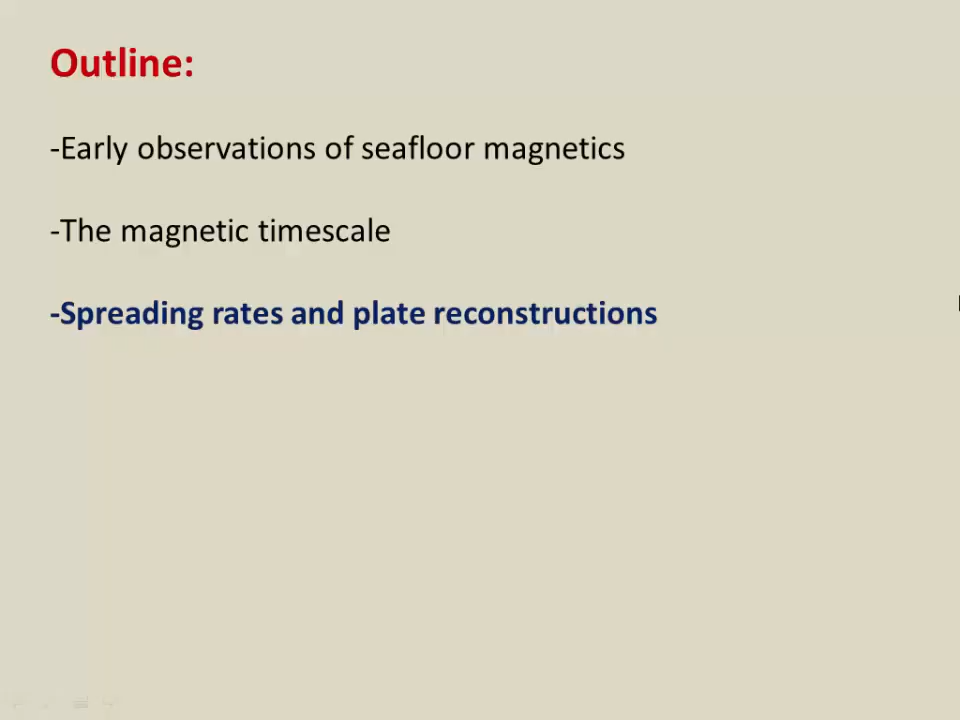 Outline:
-Early observations of seafloor magnetics
-The magnetic timescale
-Spreading rates and plate reconstructions